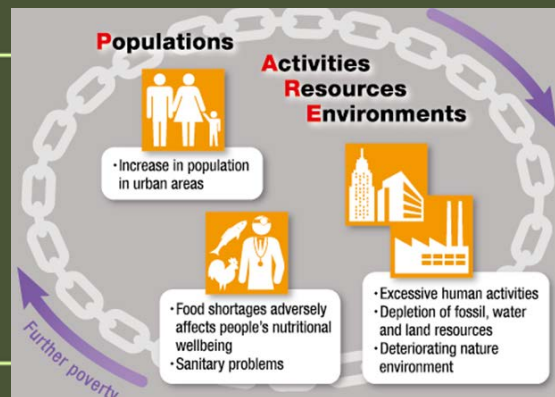 Populations
Activities
Resources
Environments
・Increase in population
in urban areas
・Food shortages adversely
affects people's nutritional
wellbeing
・Sanitary problems
・Excessive human activities
・Depletion of fossil, water
and land resources
・Deteriorating nature
environment
Further poverty